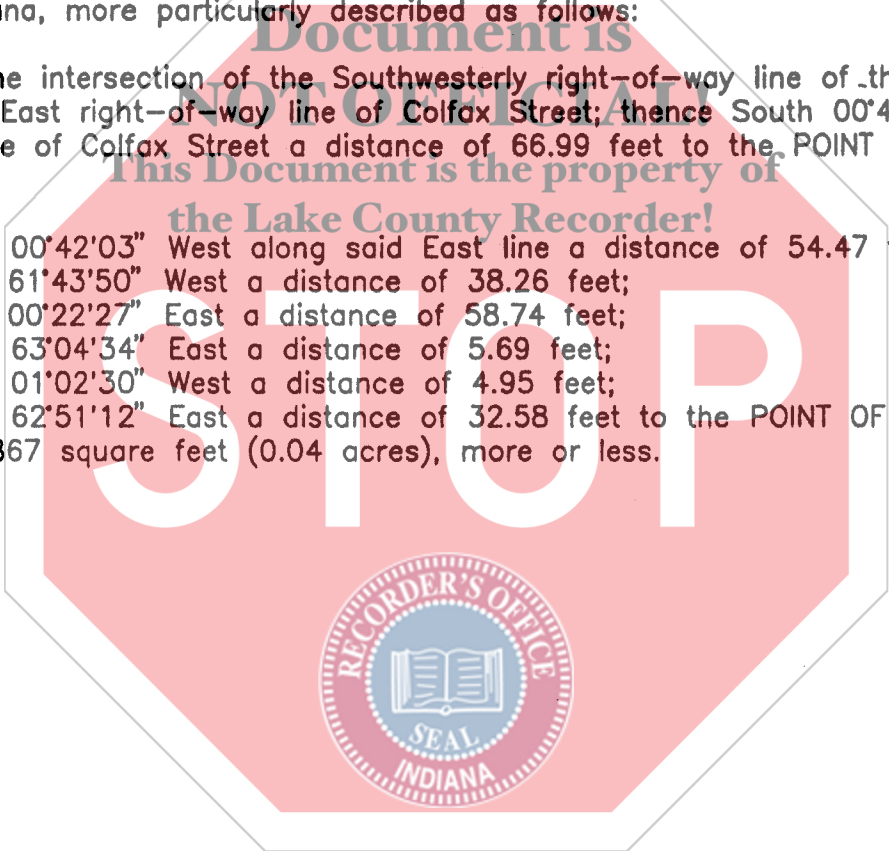 ana, more particularly described as follows:
Document is
e intersection of the Southwesterly right-of-way line of th
NOT OFFICIAL!
East right-of-way line of Colfax Street; thence South 00°4
e of Colfax Street a distance of 66.99 feet to the POINT
This Document is the property of
the Lake County Recorder!
00°42'03" West along said East line a distance of 54.47
61°43'50" West a distance of 38.26 feet;
00°22'27" East a distance of 58.74 feet;
63°04'34" East a distance of 5.69 feet;
01°02'30" West a distance of 4.95 feet;
62°51'12" East a distance of 32.58 feet to the POINT OF
367 square feet (0.04 acres), more or less.
STOP
RECORDER'S OFFICE
SEAL
INDIANA